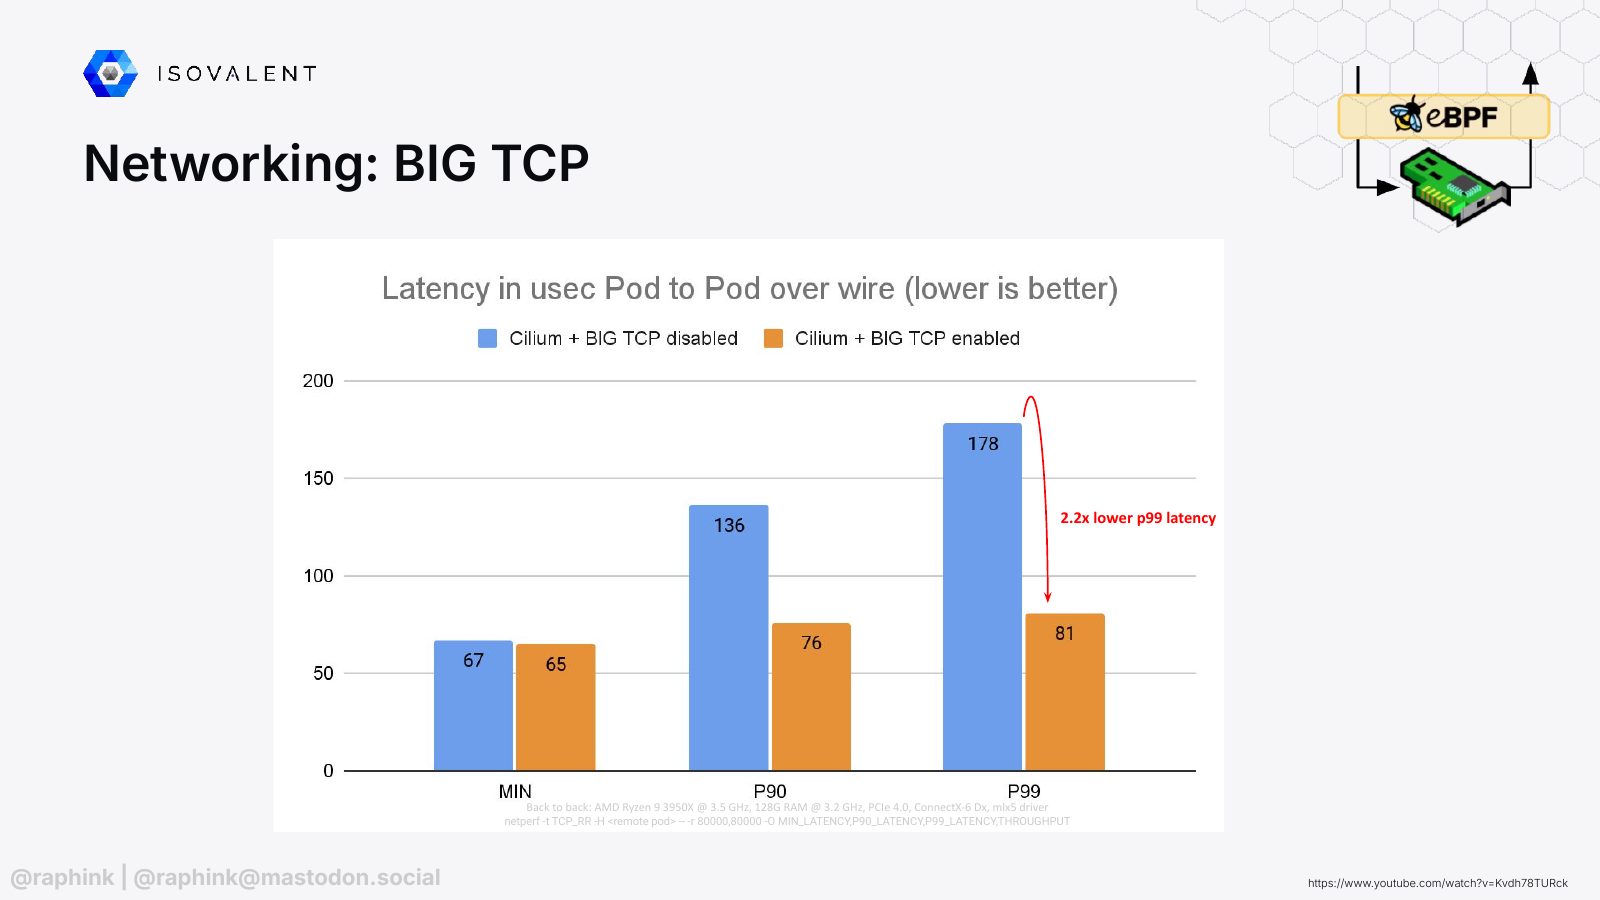 ISOVALENT
eBPF
Networking: BIG TCP
Latency in usec Pod to Pod over wire (lower is better)
Cilium + BIG TCP disabled
Cilium + BIG TCP enabled
200
150
100
50
0
67
65
136
76
178
81
2.2x lower p99 latency
MIN
P90
P99
Back to back: AMD Ryzen 9 3950X @ 3.5 GHz, 128G RAM @ 3.2 GHz, PCIe 4.0, ConnectX-6 Dx, mlx5 driver
netperf -t TCP_RR -H <remote pod> -- -r 80000,80000 -O MIN_LATENCY,P90_LATENCY,P99_LATENCY,THROUGHPUT
@raphink | @raphink@mastodon.social
https://www.youtube.com/watch?v=Kvdh78TURck